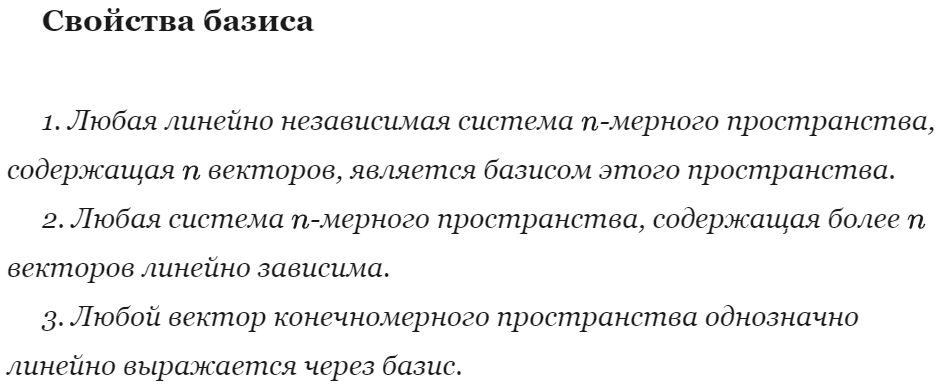 Свойства базиса
1. Любая линейно независимая система n-мерного пространства,
содержащая n векторов, является базисом этого пространства.
2. Любая система n-мерного пространства, содержащая более n
векторов линейно зависима.
3. Любой вектор конечномерного пространства однозначно
линейно выражается через базис.